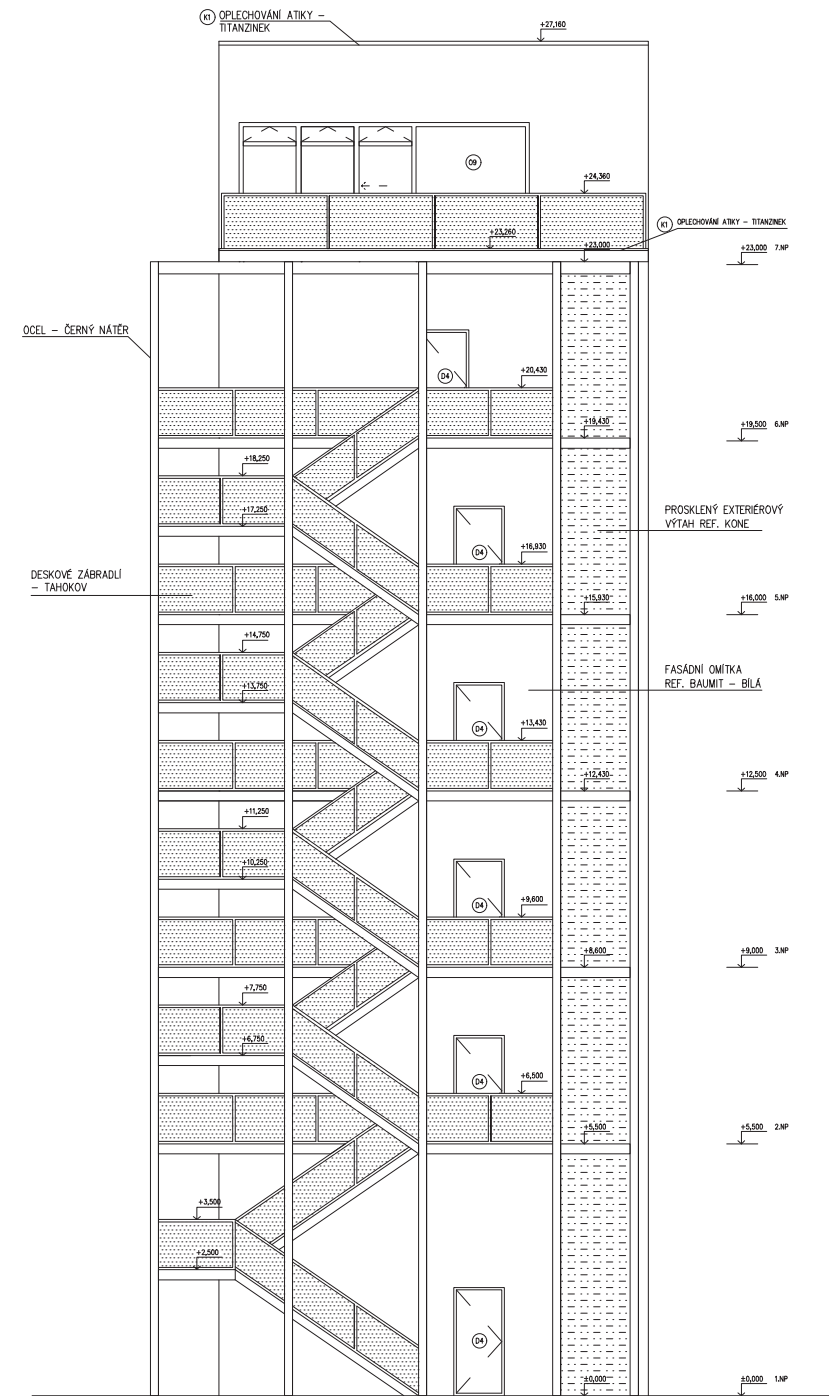 K1 OPLECHOVÁNÍ ATIKY –
TITANZINEK
+27,160
09
+24,360
K1 OPLECHOVÁNÍ ATIKY – TITANZINEK
+23,260
+23,000
+23,000 7.NP
OCEL – ČERNÝ NÁTĚR
D4
+20,430
+19,430
+19,500 6.NP
+18,250
+17,250
PROSKLENÝ EXTERIÉROVÝ
VÝTAH REF. KONE
D4
+16,930
DESKOVÉ ZÁBRADLÍ
– TAHOKOV
+15,930
+16,000 5.NP
+14,750
+13,750
FASÁDNÍ OMÍTKA
REF. BAUMIT – BÍLÁ
D4
+13,430
+12,430
+12,500 4.NP
+11,250
+10,250
D4
+9,600
+8,600
+9,000 3.NP
+7,750
+6,750
D4
+6,500
+5,500
+5,500 2.NP
+3,500
+2,500
D4
±0,000
±0,000 1.NP